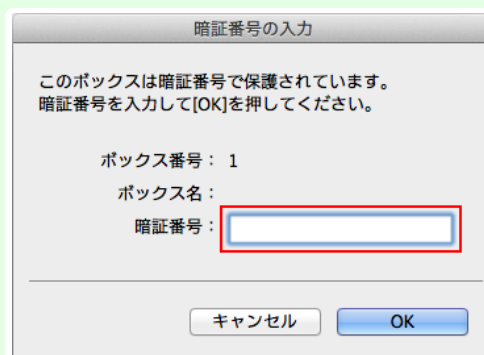 暗証番号の入力
このボックスは暗証番号で保護されています。
暗証番号を入力して[OK]を押してください。
ボックス番号： 1
ボックス名：
暗証番号：
キャンセル OK